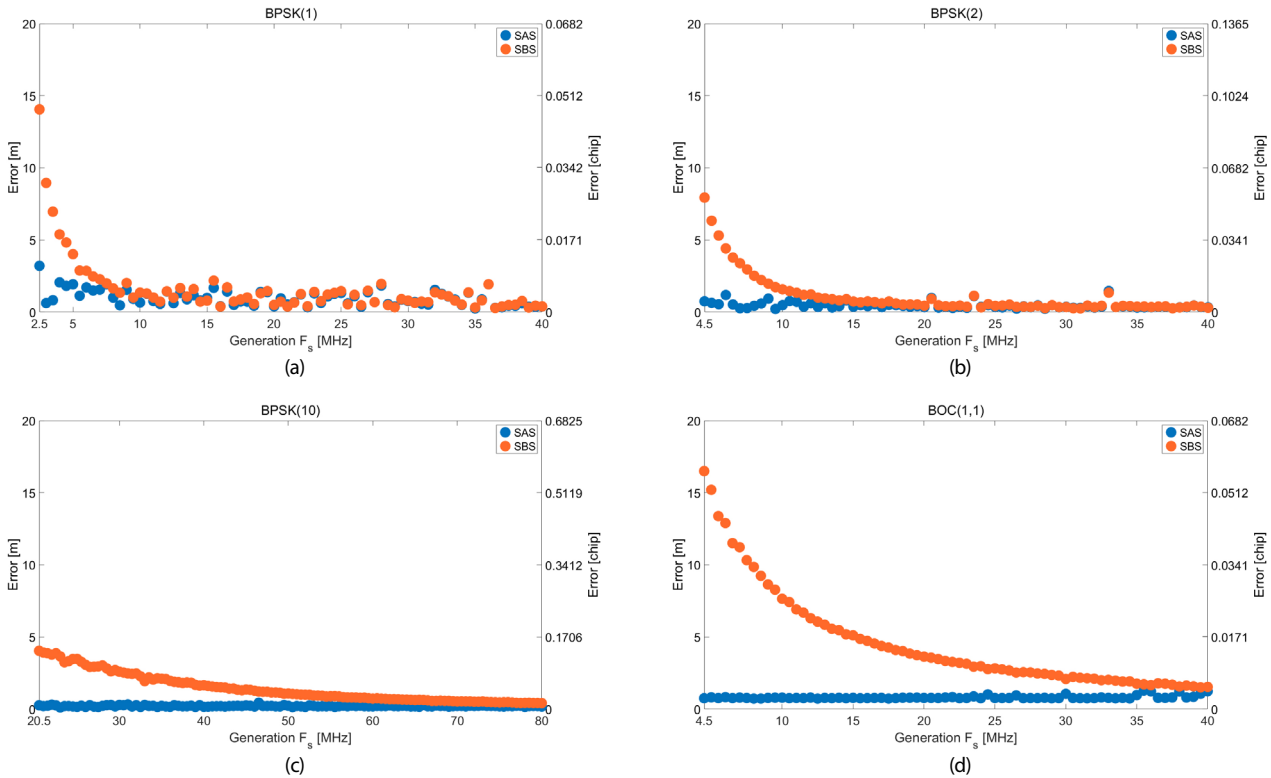 BPSK(1)
20
15
10
5
0
Error [m]
0.0682
0.0512
0.0342
0.0171
0
Error [chip]
SAS
SBS
2.5 5 10 15 20 25 30 35 40
Generation Fs [MHz]
(a)
BPSK(2)
20
15
10
5
0
Error [m]
0.1365
0.1024
0.0682
0.0341
0
Error [chip]
SAS
SBS
4.5 10 15 20 25 30 35 40
Generation Fs [MHz]
(b)
BPSK(10)
20
15
10
5
0
Error [m]
0.6825
0.5119
0.3412
0.1706
0
Error [chip]
SAS
SBS
20.5 30 40 50 60 70 80
Generation Fs [MHz]
(c)
BOC(1,1)
20
15
10
5
0
Error [m]
0.0682
0.0512
0.0341
0.0171
0
Error [chip]
SAS
SBS
4.5 10 15 20 25 30 35 40
Generation Fs [MHz]
(d)